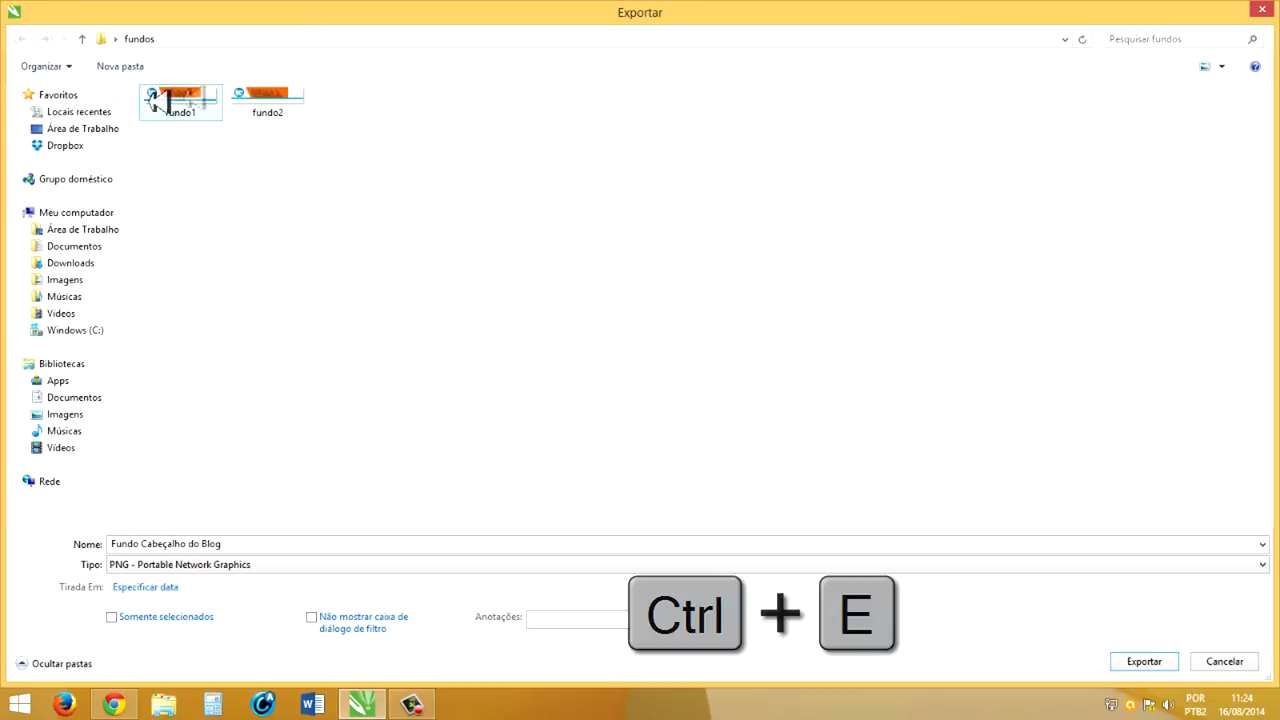 Exportar
fundos
Pesquisar fundos
Organizar
Nova pasta
Favoritos
Locais recentes
Área de Trabalho
Dropbox
Grupo doméstico
Meu computador
Área de Trabalho
Documentos
Downloads
Imagens
Músicas
Vídeos
Windows (C:)
Bibliotecas
Apps
Documentos
Imagens
Músicas
Vídeos
Rede
fundo1
fundo2
Nome: Fundo Cabeçalho do Blog
Tipo: PNG - Portable Network Graphics
Tirada Em: Especificar data
Somente selecionados
Não mostrar caixa de
diálogo de filtro
Anotações:
Ctrl + E
Ocultar pastas
Exportar
Cancelar
POR
PTB2
11:24
16/08/2014